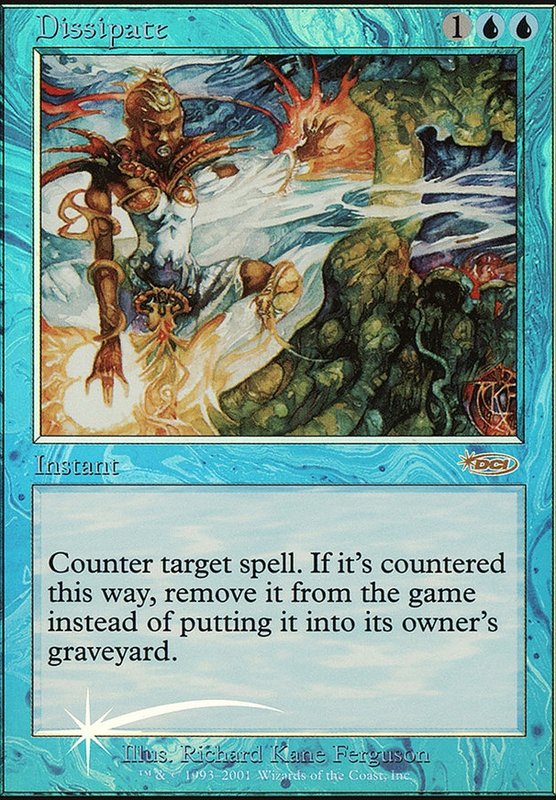 Dissipate 1
Instant DCI
Counter target spell. If it's countered
this way, remove it from the game
instead of putting it into its owner's
graveyard.
Illus. Richard Kane Ferguson
™ & © 1993-2001 Wizards of the Coast, Inc.